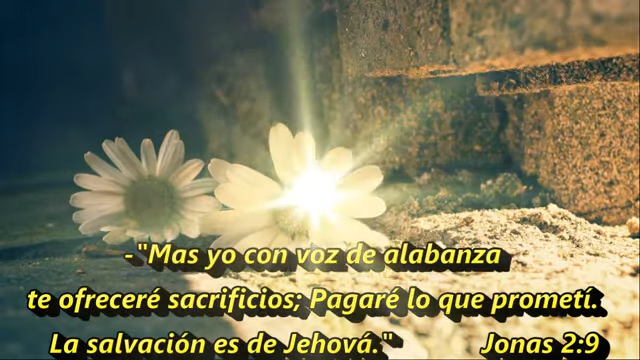 -"Mas yo con voz de alabanza
te ofreceré sacrificios; Pagaré lo que prometí.
La salvación es de Jehová." Jonas 2:9